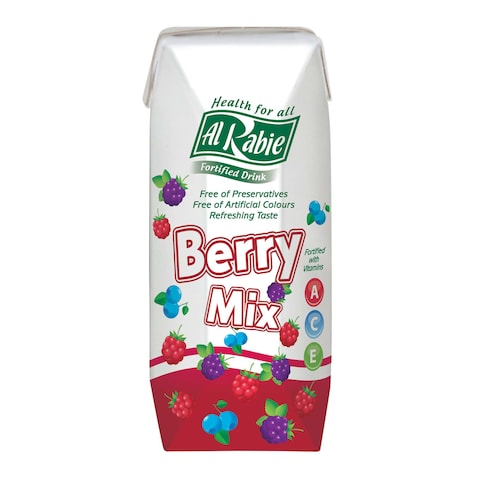 Health for all
Al Rabie
Fortified Drink
Free of Preservatives
Free of Artificial Colours
Refreshing Taste
Berry
Mix
Fortified
with
Vitamins
A
C
E